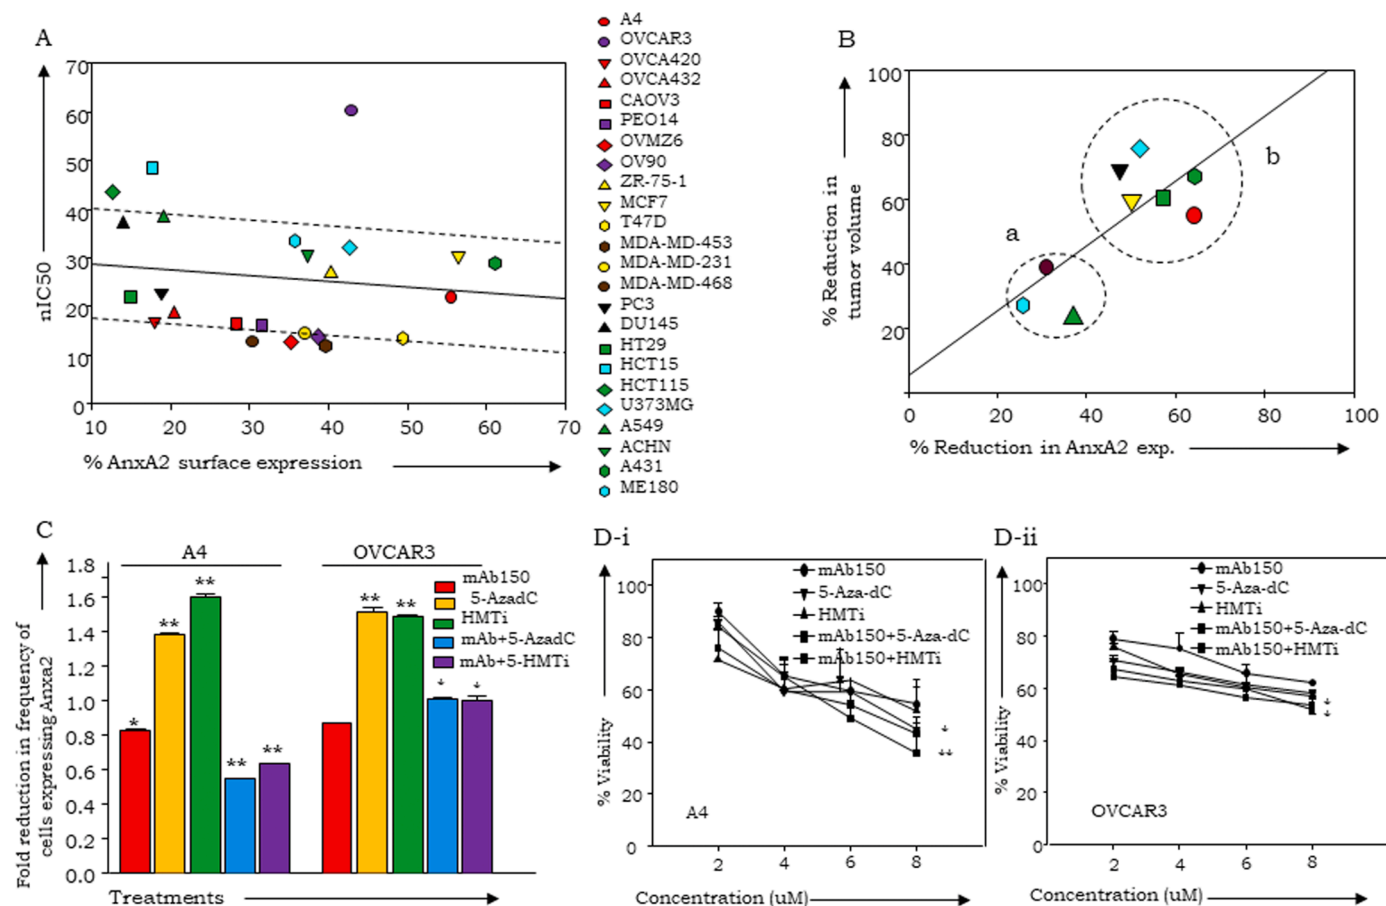 A
nIC50
70
60
50
40
30
20
10
0
10 20 30 40 50 60 70
% AnxA2 surface expression
A4
OVCAR3
OVCA420
OVCA432
CAOV3
PEO14
OVMZ6
OV90
ZR-75-1
MCF7
T47D
MDA-MD-453
MDA-MD-231
MDA-MD-468
PC3
DU145
HT29
HCT15
HCT115
U373MG
A549
ACHN
A431
ME180
B
% Reduction in
tumor volume
100
80
60
40
20
a
b
0 20 40 60 80 100
% Reduction in AnxA2 exp.
C
Fold reduction in frequency of
cells expressing Anxa2
1.8
1.6
1.4
1.2
1.0
0.8
0.6
0.4
0.2
0.0
A4
OVCAR3
* ** ** ** **
** **
mAb150
5-AzadC
HMTi
mAb+5-AzadC
mAb+5-HMTi
Treatments
D-i
% Viability
100
80
60
40
20
0
mAb150
5-Aza-dC
HMTi
mAb150+5-Aza-dC
mAb150+HMTi
A4
2 4 6 8
Concentration (uM)
D-ii
% Viability
100
80
60
40
20
0
mAb150
5-Aza-dC
HMTi
mAb150+5-Aza-dC
mAb150+HMTi
OVCAR3
2 4 6 8
Concentration (uM)